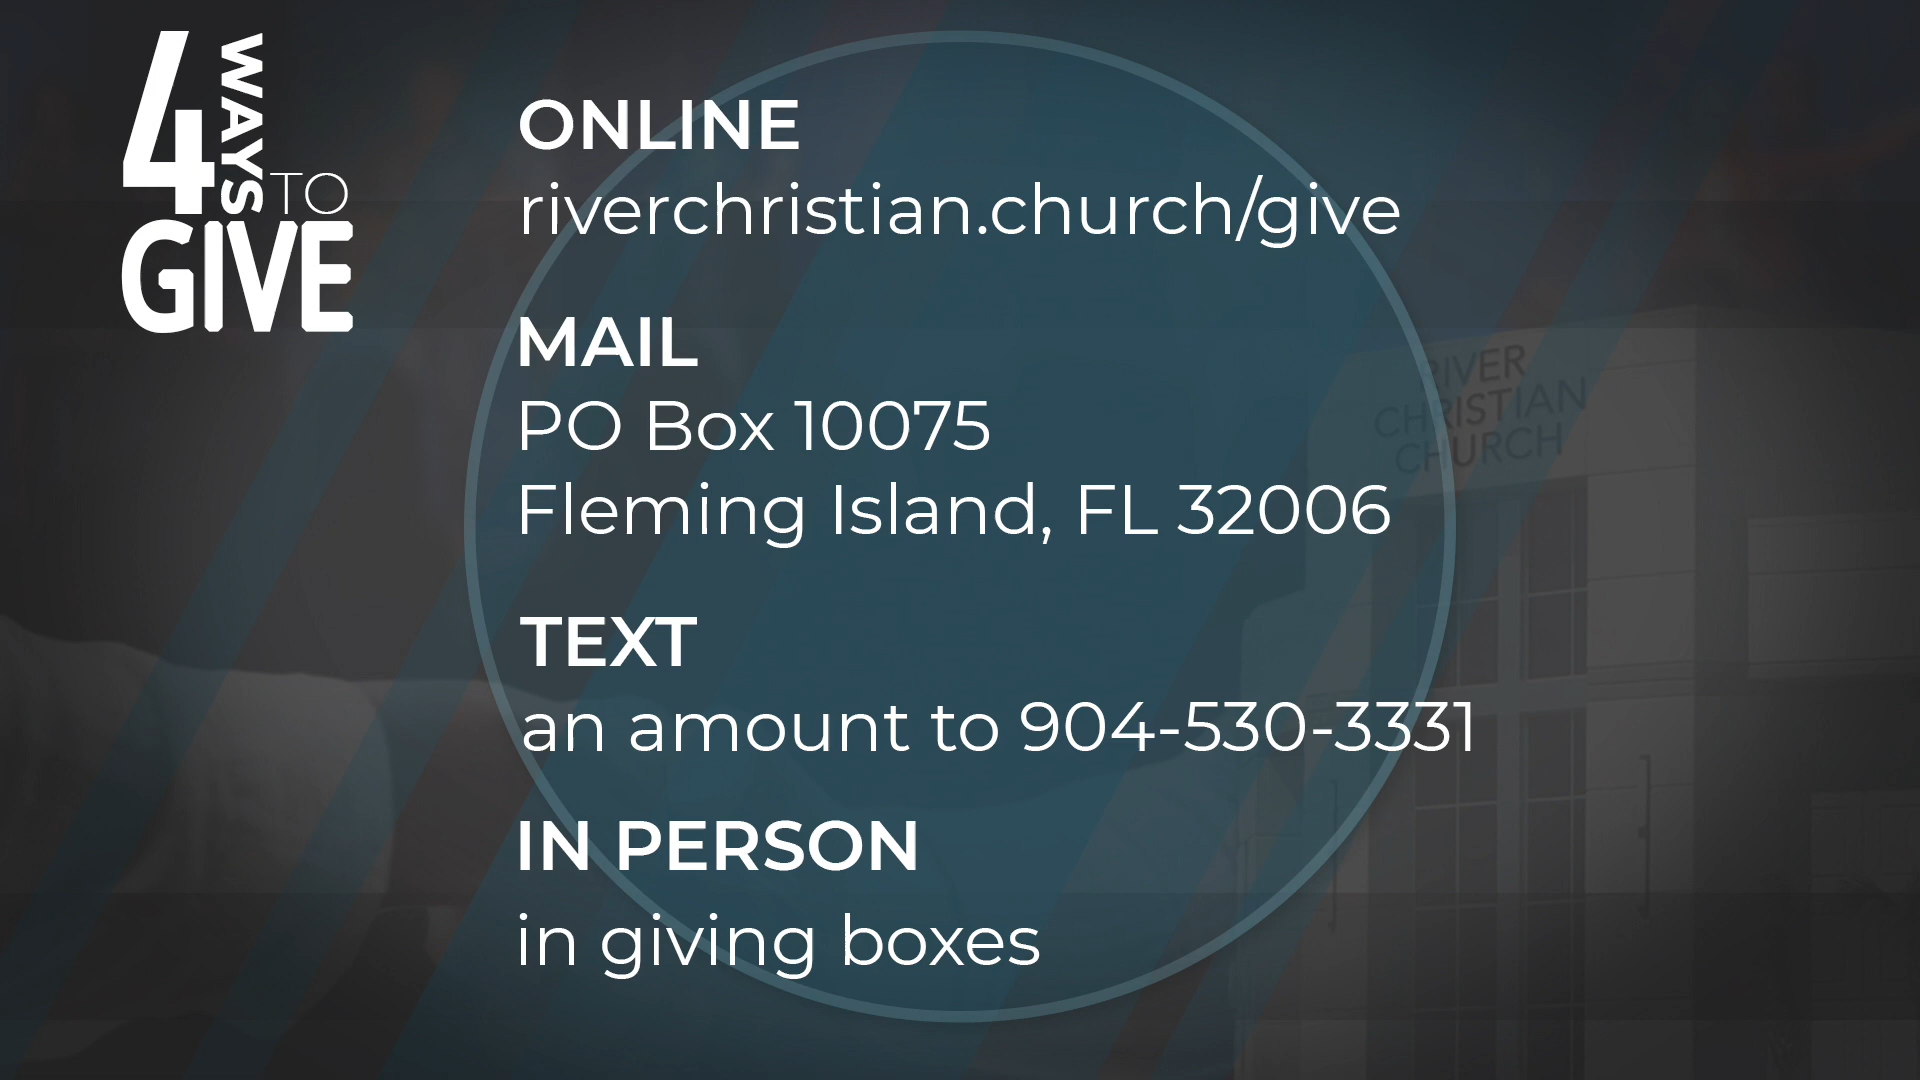 4 WAYS TO
GIVE
ONLINE
riverchristian.church/give
MAIL
PO Box 10075
Fleming Island, FL 32006
TEXT
an amount to 904-530-3331
IN PERSON
in giving boxes
RIVER
CHRISTIAN
CHURCH